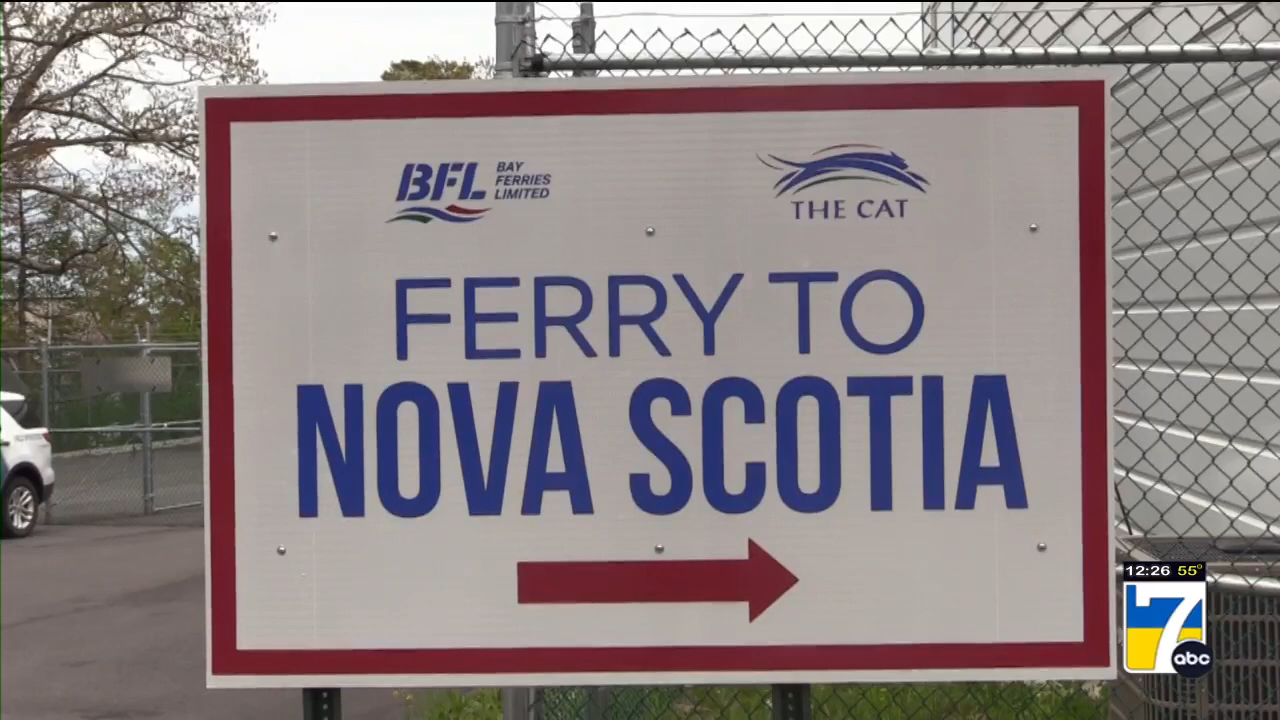 BFL BAY
FERRIES
LIMITED
THE CAT
FERRY TO
NOVA SCOTIA
12:26 55°
7
abc